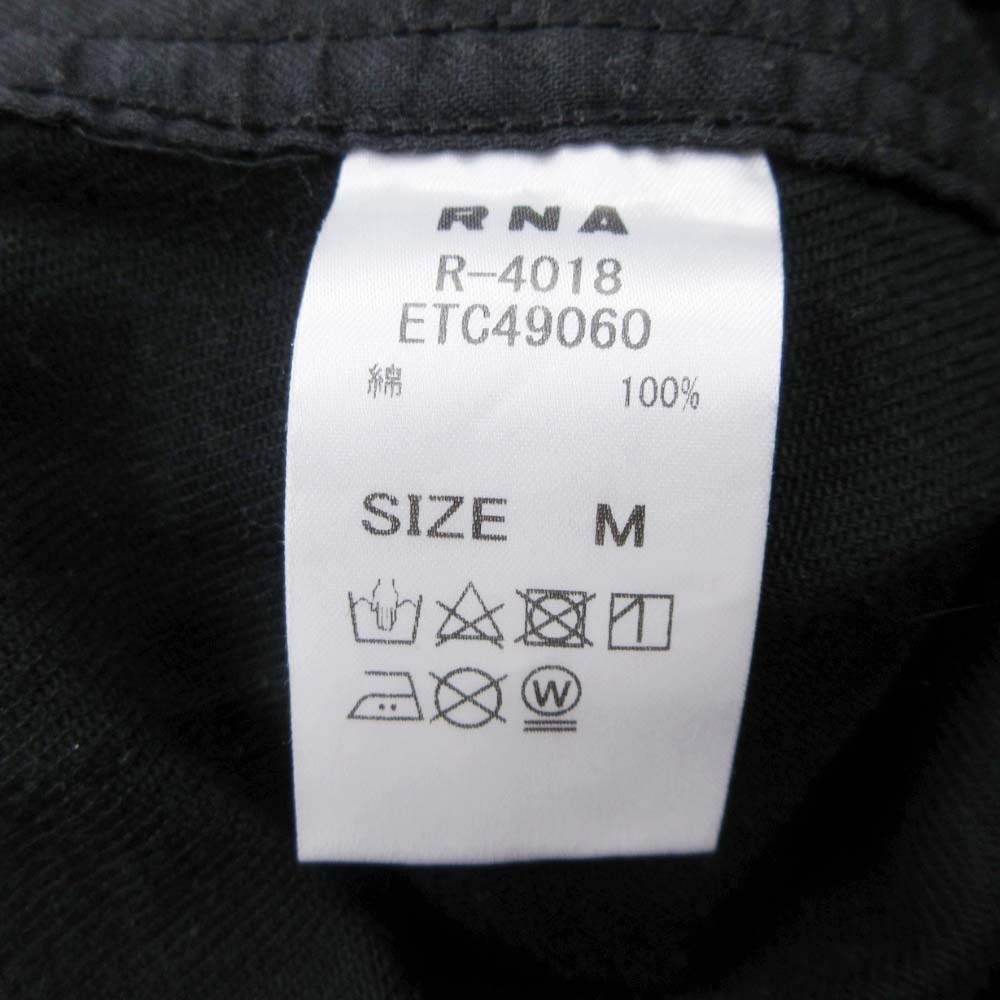 RNA
R-4018
ETC49060
綿 100%
SIZE M
W